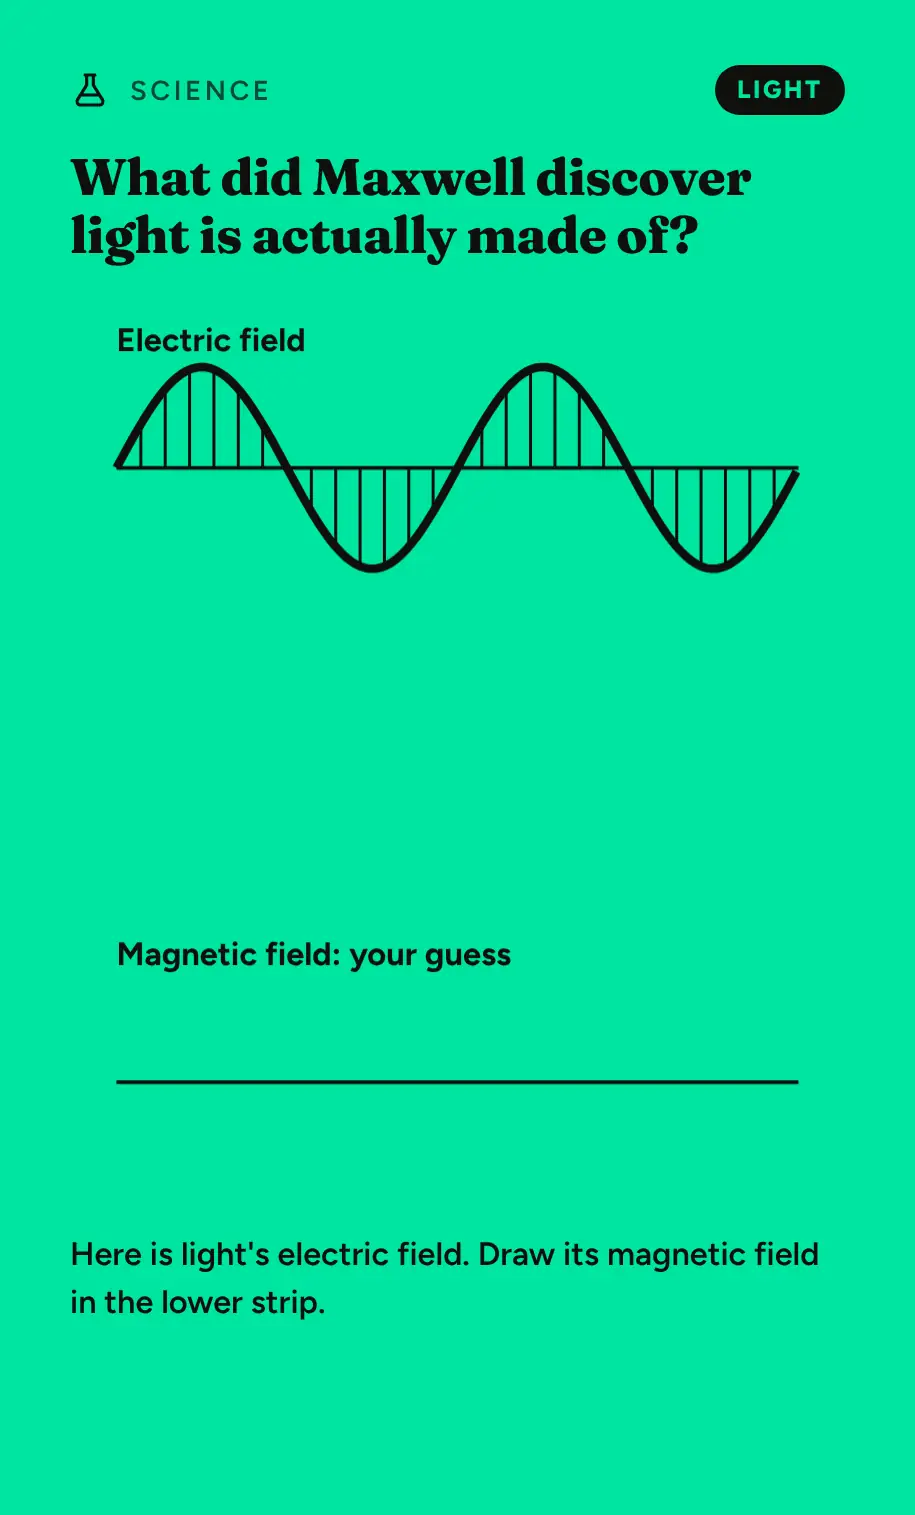 SCIENCE
LIGHT
What did Maxwell discover
light is actually made of?
Electric field
Magnetic field: your guess
Here is light's electric field. Draw its magnetic field
in the lower strip.